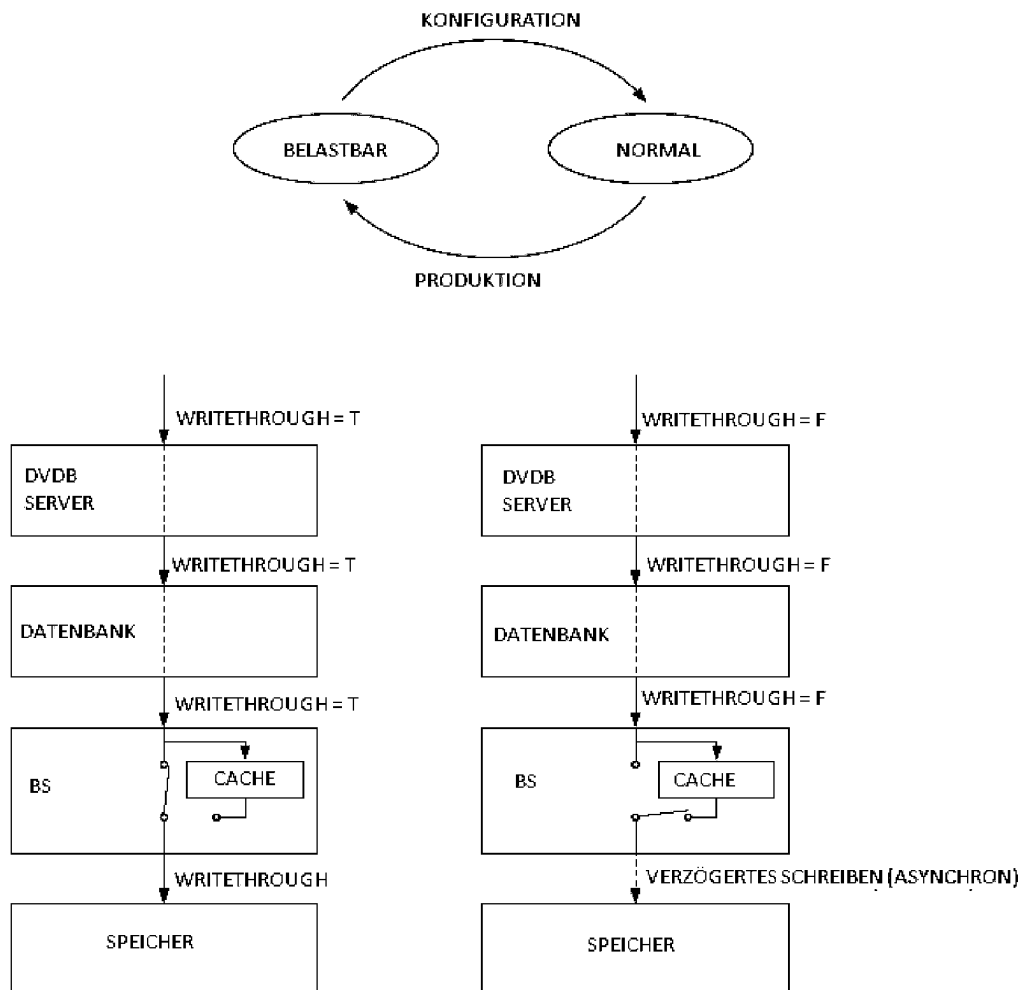 KONFIGURATION
BELASTBAR
NORMAL
PRODUKTION
WRITETHROUGH = T
DVDB
SERVER
WRITETHROUGH = T
DATENBANK
WRITETHROUGH = T
BS
CACHE
WRITETHROUGH
SPEICHER
WRITETHROUGH = F
DVDB
SERVER
WRITETHROUGH = F
DATENBANK
WRITETHROUGH = F
BS
CACHE
VERZÖGERTES SCHREIBEN (ASYNCHRON)
SPEICHER